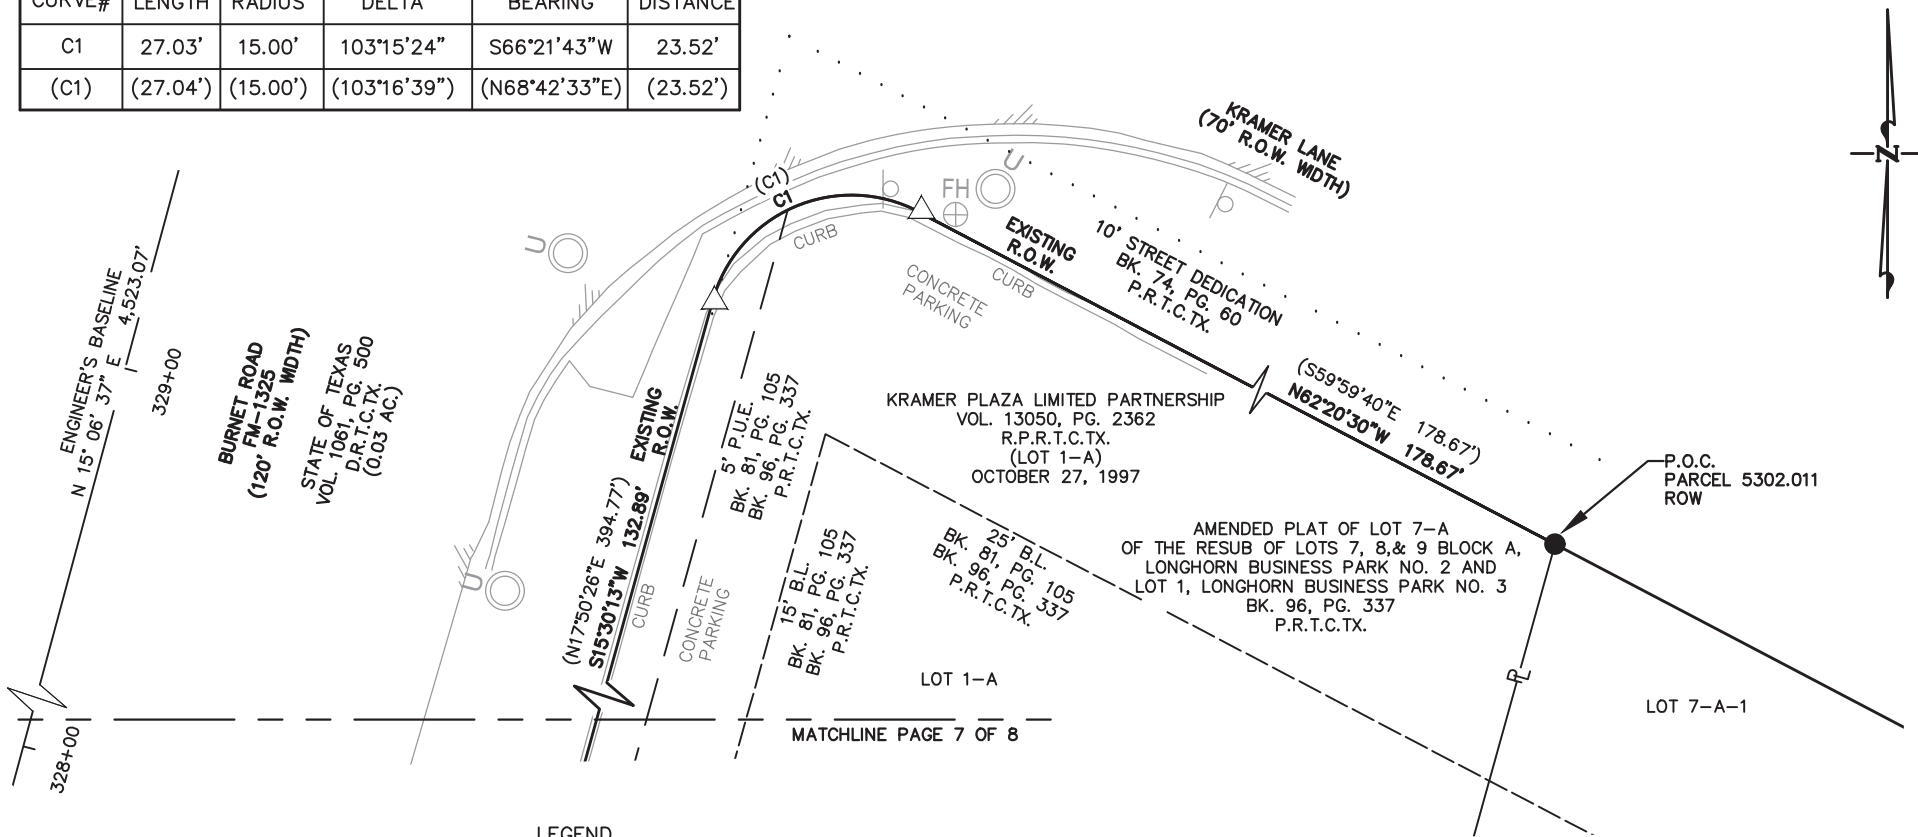 CURVE# LENGTH RADIUS DELTA BEARING DISTANCE
C1 27.03' 15.00' 103°15'24" S66°21'43"W 23.52'
(C1) (27.04') (15.00') (103°16'39") (N68°42'33"E) (23.52')
KRAMER LANE
(70' R.O.W. WIDTH)
N
(C1)
C1
U
FH
U
CURB
EXISTING
R.O.W.
10' STREET DEDICATION
BK. 74, PG. 60
P.R.T.C.TX.
CONCRETE
PARKING
CURB
ENGINEER'S BASELINE
N 15° 06' 37" E 4,523.07'
329+00
BURNET ROAD
FM-1325
(120' R.O.W. WIDTH)
STATE OF TEXAS
VOL. 1061, PG. 500
D.R.T.C.TX.
(0.03 AC.)
EXISTING
R.O.W.
5' P.U.E.
BK. 81, PG. 105
BK. 96, PG. 337
P.R.T.C.TX.
KRAMER PLAZA LIMITED PARTNERSHIP
VOL. 13050, PG. 2362
R.P.R.T.C.TX.
(LOT 1-A)
OCTOBER 27, 1997
(S59°59'40"E 178.67')
N62°20'30"W 178.67'
P.O.C.
PARCEL 5302.011
ROW
(N17°50'26"E 394.77')
S15°30'13"W 132.89'
U
CURB
CONCRETE
PARKING
15' B.L.
BK. 81, PG. 105
BK. 96, PG. 337
P.R.T.C.TX.
25' B.L.
BK. 81, PG. 105
BK. 96, PG. 337
P.R.T.C.TX.
AMENDED PLAT OF LOT 7-A
OF THE RESUB OF LOTS 7, 8,& 9 BLOCK A,
LONGHORN BUSINESS PARK NO. 2 AND
LOT 1, LONGHORN BUSINESS PARK NO. 3
BK. 96, PG. 337
P.R.T.C.TX.
LOT 1-A
PL
LOT 7-A-1
MATCHLINE PAGE 7 OF 8
328+00
LEGEND